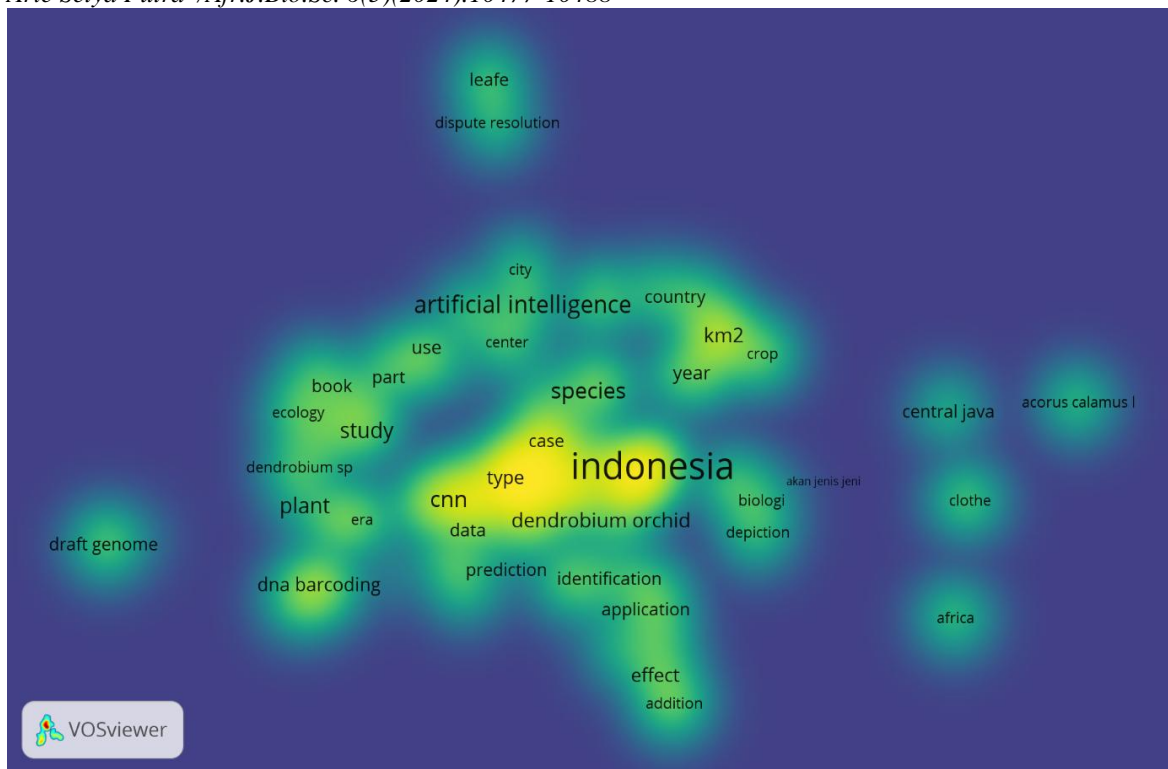 leafe
dispute resolution
city
artificial intelligence
country
km2
center
use
crop
part
year
book
species
acorus calamus l
ecology
central java
study
case
indonesia
dendrobium sp
type
akan jenis jeni
cnn
biologi
clothe
plant
era
dendrobium orchid
data
depiction
draft genome
prediction
identification
dna barcoding
application
africa
effect
addition
VOSviewer